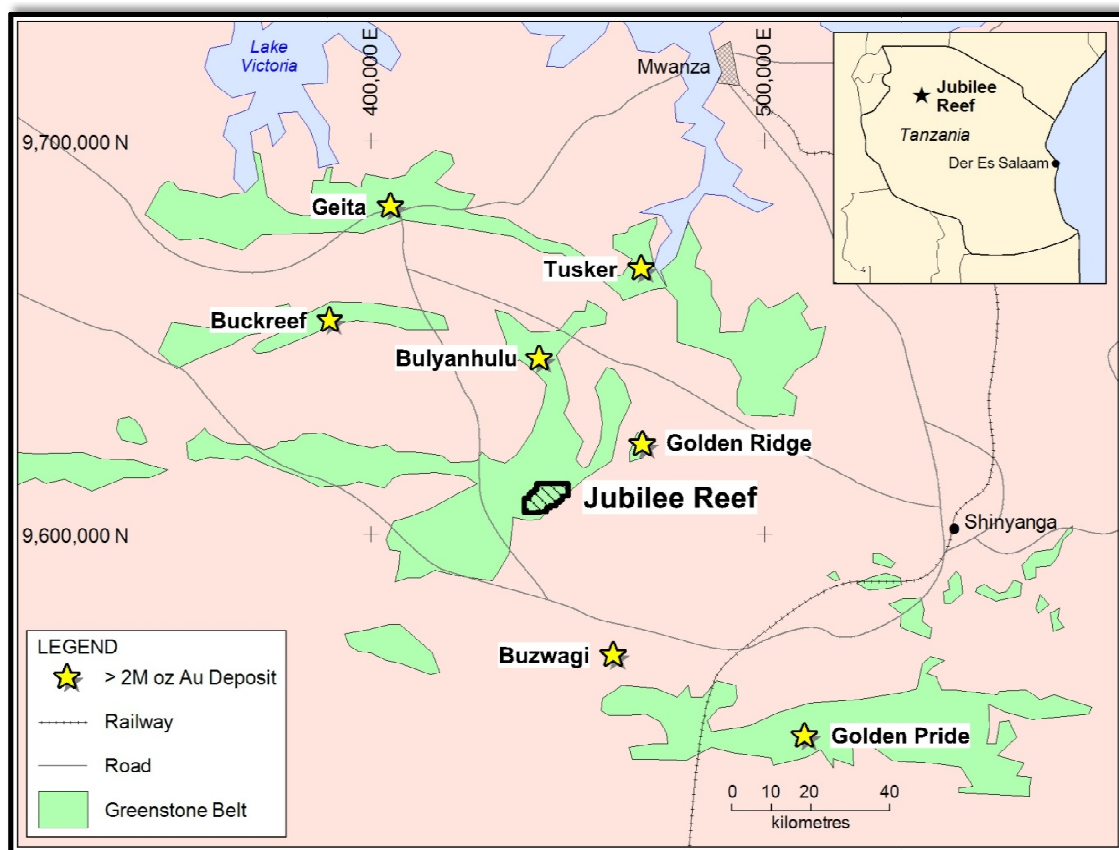 Lake
Victoria
400,000 E
Mwanza
500,000 E
Jubilee
Reef
Tanzania
Der Es Salaam
9,700,000 N
Geita
Tusker
Buckreef
Bulyanhulu
Golden Ridge
Jubilee Reef
9,600,000 N
Shinyanga
Buzwagi
Golden Pride
LEGEND
> 2M oz Au Deposit
Railway
Road
Greenstone Belt
0 10 20 40
kilometres